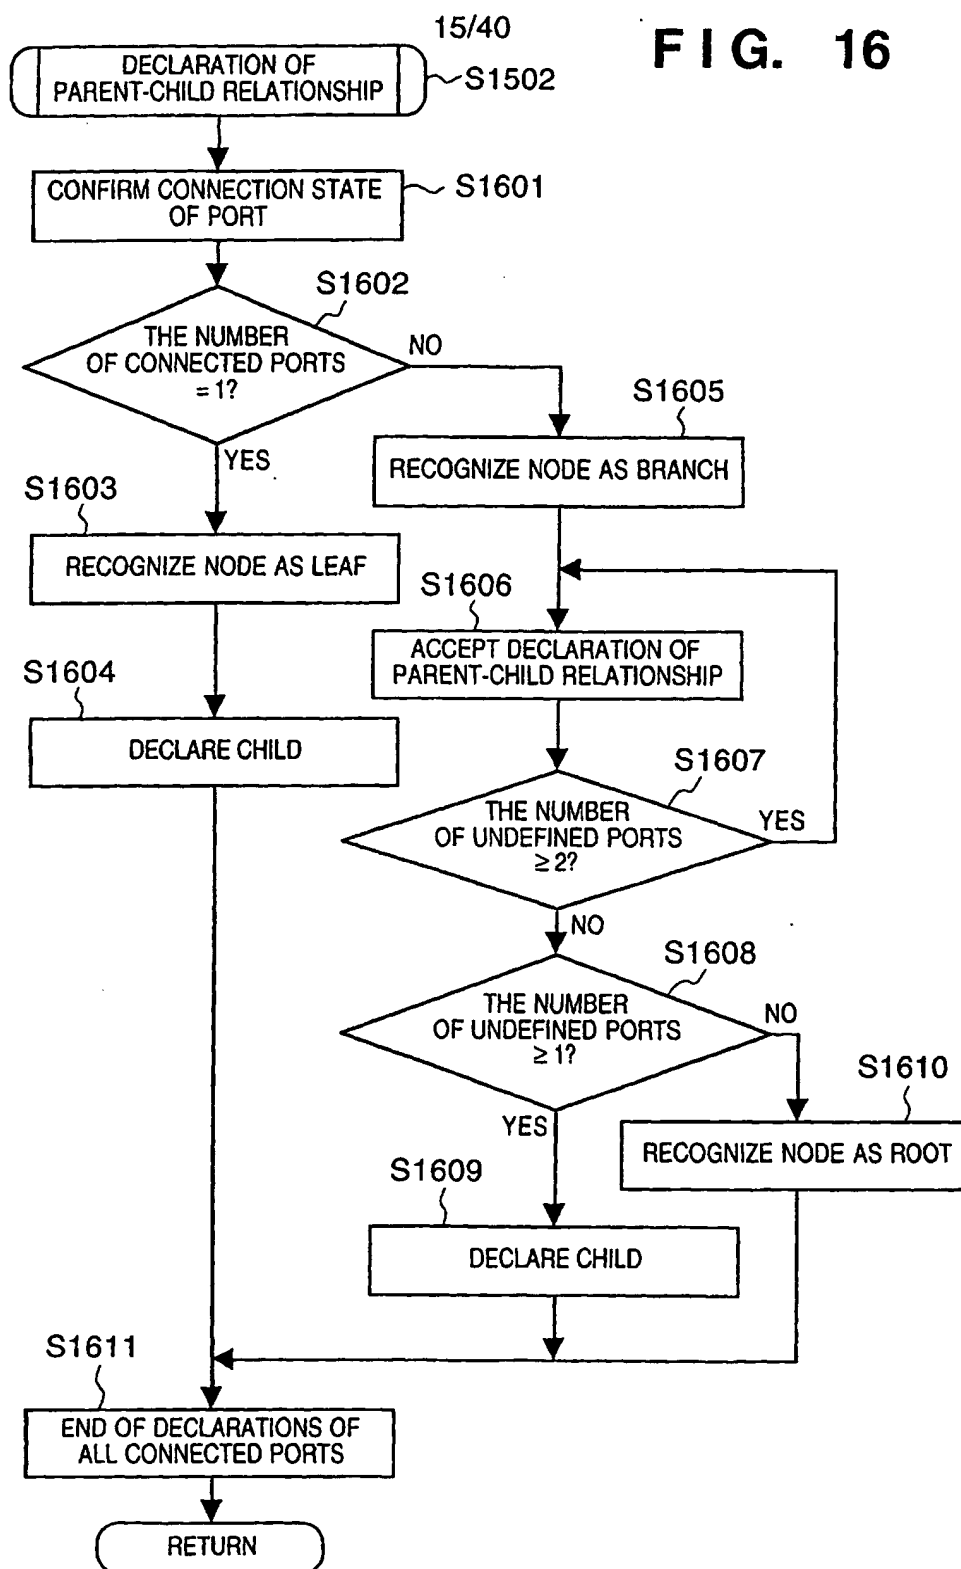 15/40
FIG. 16
DECLARATION OF
PARENT-CHILD RELATIONSHIP
S1502
CONFIRM CONNECTION STATE
OF PORT
S1601
S1602
THE NUMBER
OF CONNECTED PORTS
= 1?
NO
YES
S1605
RECOGNIZE NODE AS BRANCH
S1603
RECOGNIZE NODE AS LEAF
S1606
ACCEPT DECLARATION OF
PARENT-CHILD RELATIONSHIP
S1604
DECLARE CHILD
S1607
THE NUMBER
OF UNDEFINED PORTS
≥ 2?
YES
NO
S1608
THE NUMBER
OF UNDEFINED PORTS
≥ 1?
NO
YES
S1610
RECOGNIZE NODE AS ROOT
S1609
DECLARE CHILD
S1611
END OF DECLARATIONS OF
ALL CONNECTED PORTS
RETURN